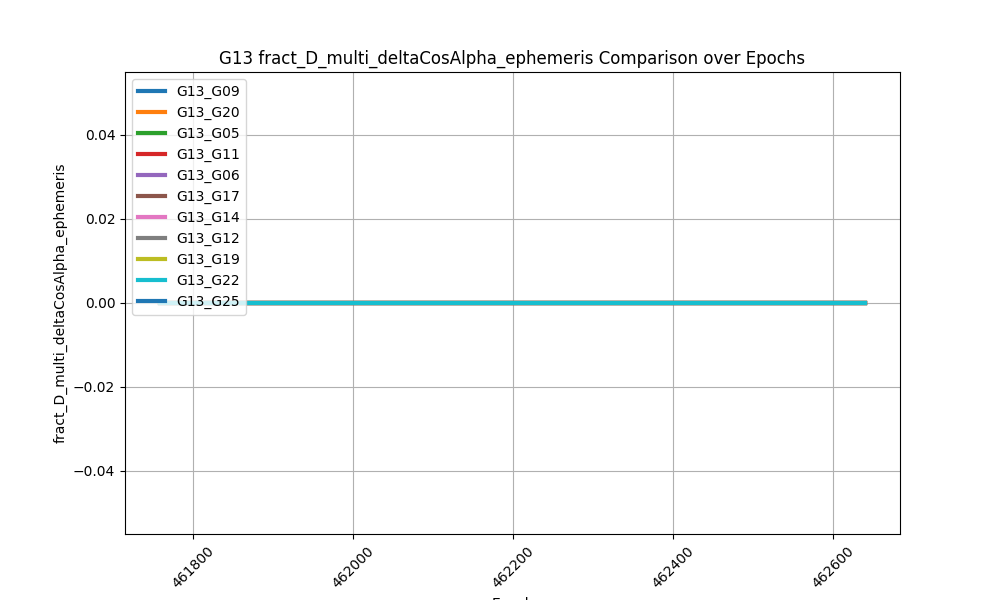 G13 fract_D_multi_deltaCosAlpha_ephemeris Comparison over Epochs
G13_G09
G13_G20
G13_G05
G13_G11
G13_G06
G13_G17
G13_G14
G13_G12
G13_G19
G13_G22
G13_G25
fract_D_multi_deltaCosAlpha_ephemeris
0.04
0.02
0.00
−0.02
−0.04
461800
462000
462200
462400
462600